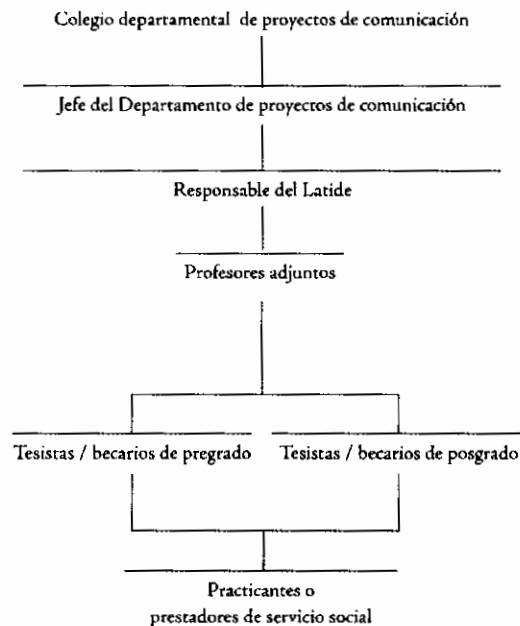 Colegio departamental de proyectos de comunicación
Jefe del Departamento de proyectos de comunicación
Responsable del Latide
Profesores adjuntos
Tesistas / becarios de pregrado
Tesistas / becarios de posgrado
Practicantes o
prestadores de servicio social